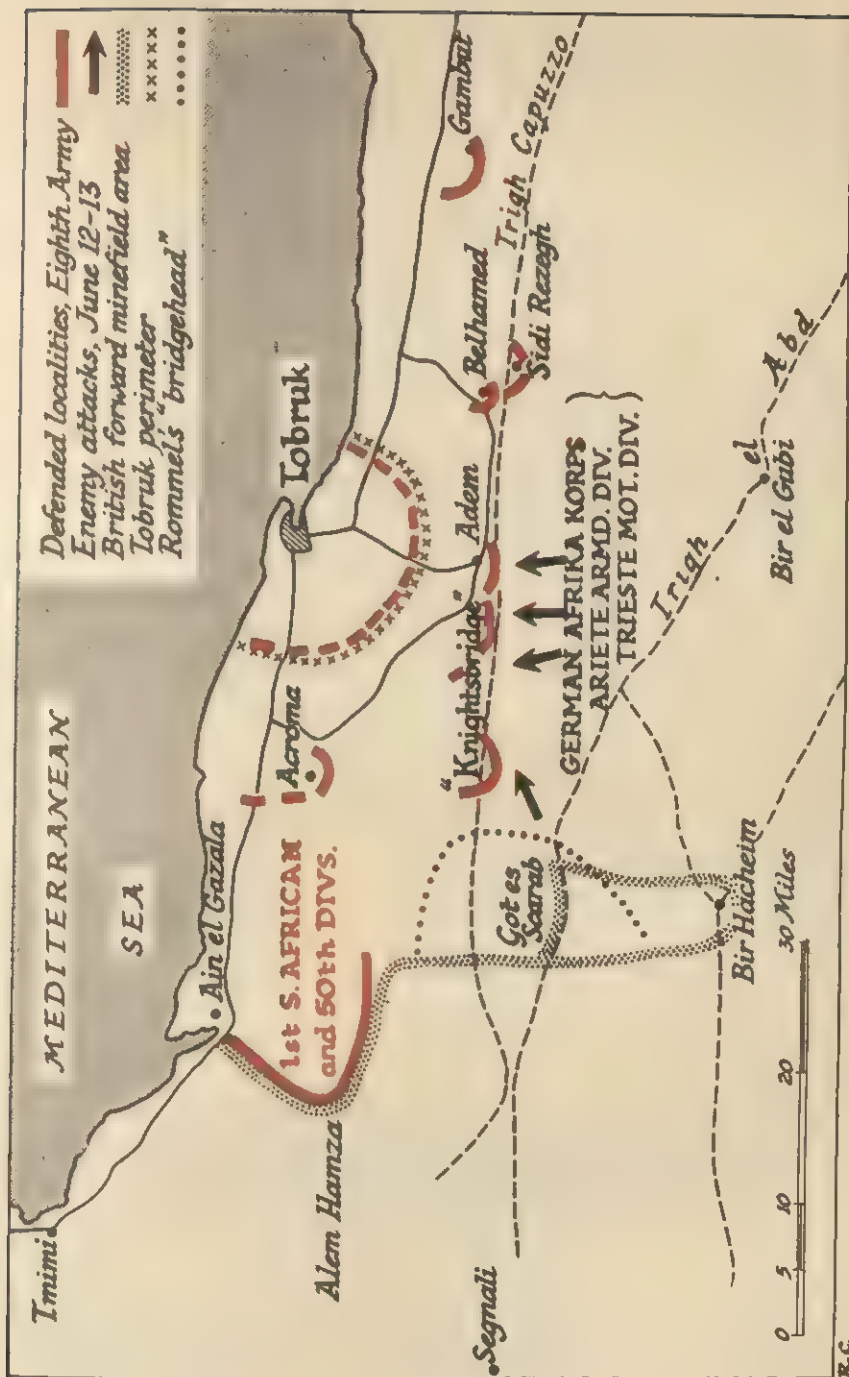 Defended localities, Eighth Army
Enemy attacks, June 12-13
British forward minefield area
Tobruk perimeter
Rommel's "bridgehead"
MEDITERRANEAN
SEA
Tmimi
Ain el Gazala
Tobruk
Gambut
1st S. AFRICAN
and 50th DIVS.
Acroma
Alem Hamza
"Knightsbridge"
Adem
Belhamed
Sidi Rezegh
Irigh Capuzzo
Segnali
Got es
Scarab
GERMAN AFRIKA KORPS
ARIETE ARMD. DIV.
TRIESTE MOT. DIV.
Irigh el Abd
Bir el Gubi
Bir Hacheim
0 5 10 20 30 Miles
R.C.